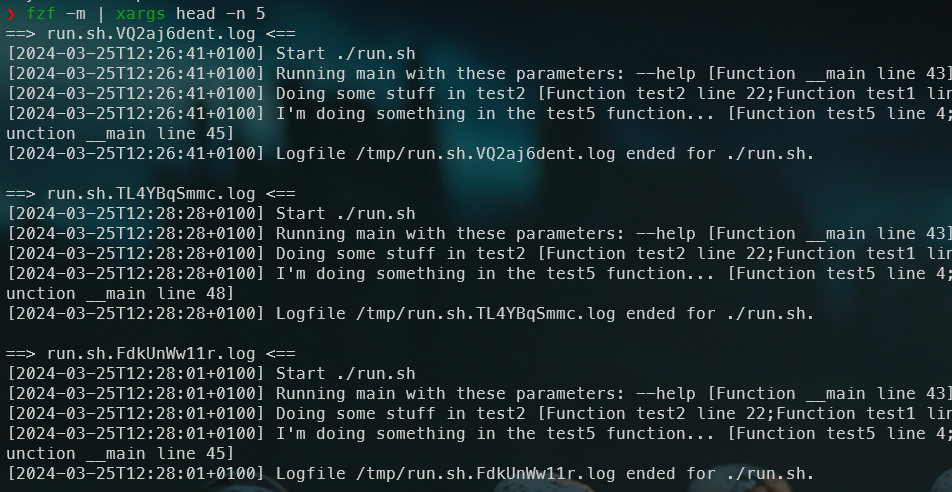 ❯ fzf -m | xargs head -n 5
==> run.sh.VQ2aj6dent.log <==
[2024-03-25T12:26:41+0100] Start ./run.sh
[2024-03-25T12:26:41+0100] Running main with these parameters: --help [Function __main line 43]
[2024-03-25T12:26:41+0100] Doing some stuff in test2 [Function test2 line 22;Function test1 lin
[2024-03-25T12:26:41+0100] I'm doing something in the test5 function... [Function test5 line 4;
unction __main line 45]
[2024-03-25T12:26:41+0100] Logfile /tmp/run.sh.VQ2aj6dent.log ended for ./run.sh.
==> run.sh.TL4YBqSmmc.log <==
[2024-03-25T12:28:28+0100] Start ./run.sh
[2024-03-25T12:28:28+0100] Running main with these parameters: --help [Function __main line 43]
[2024-03-25T12:28:28+0100] Doing some stuff in test2 [Function test2 line 22;Function test1 lin
[2024-03-25T12:28:28+0100] I'm doing something in the test5 function... [Function test5 line 4;
unction __main line 48]
[2024-03-25T12:28:28+0100] Logfile /tmp/run.sh.TL4YBqSmmc.log ended for ./run.sh.
==> run.sh.FdkUnWw11r.log <==
[2024-03-25T12:28:01+0100] Start ./run.sh
[2024-03-25T12:28:01+0100] Running main with these parameters: --help [Function __main line 43]
[2024-03-25T12:28:01+0100] Doing some stuff in test2 [Function test2 line 22;Function test1 lin
[2024-03-25T12:28:01+0100] I'm doing something in the test5 function... [Function test5 line 4;
unction __main line 45]
[2024-03-25T12:28:01+0100] Logfile /tmp/run.sh.FdkUnWw11r.log ended for ./run.sh.